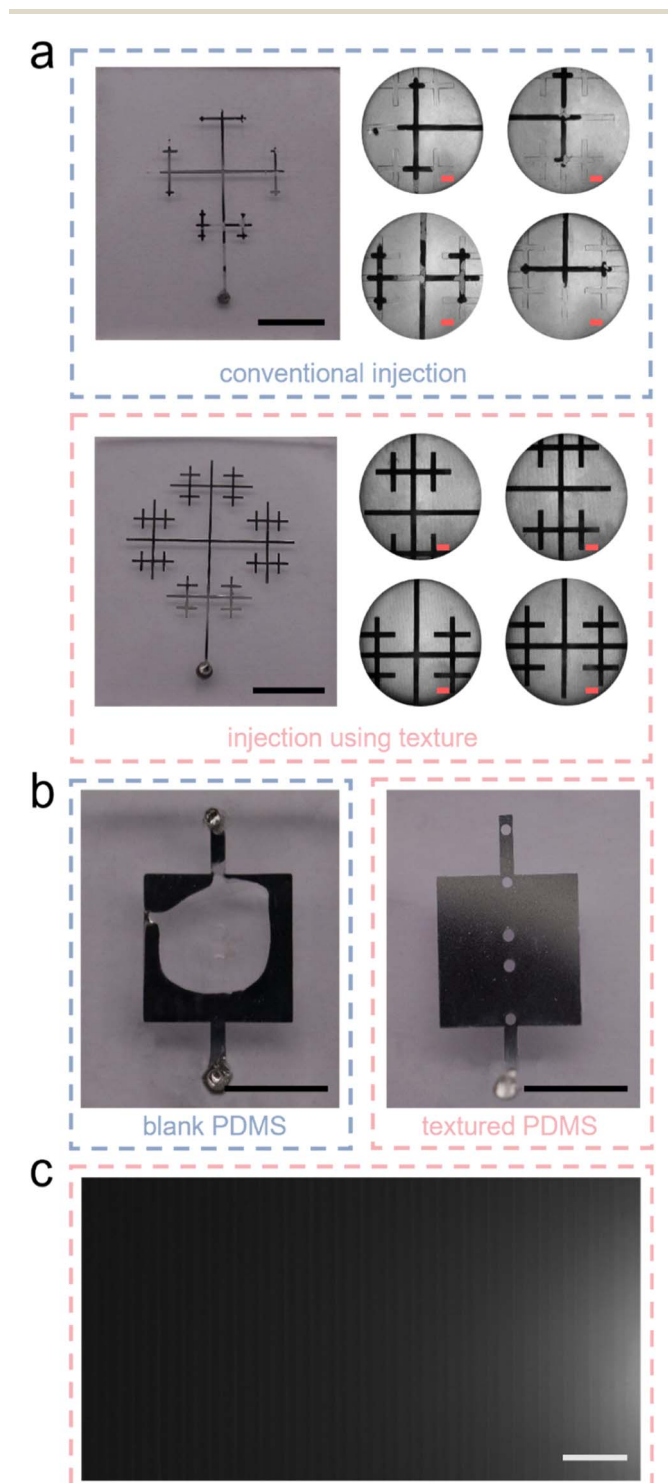 a
conventional injection
injection using texture
b
blank PDMS
textured PDMS
c